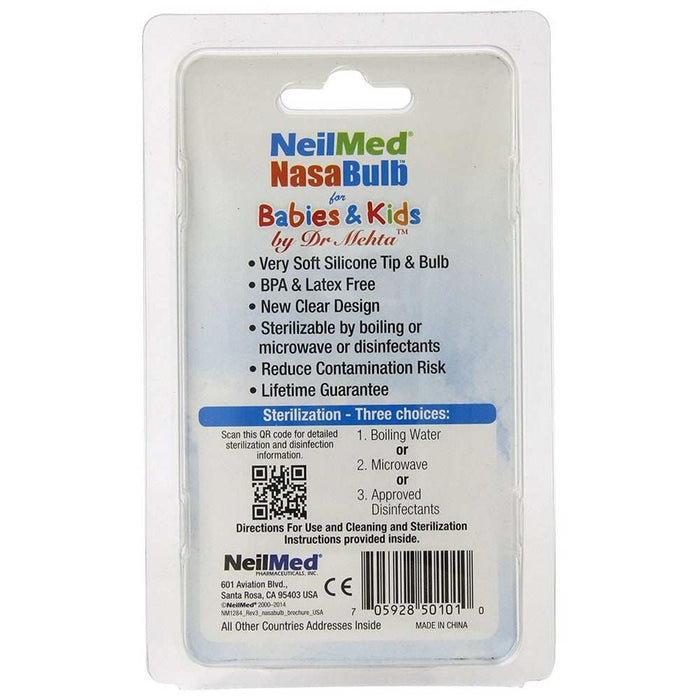 NeilMed®
NasaBulb™
for
Babies & Kids
by Dr Mehta™
• Very Soft Silicone Tip & Bulb
• BPA & Latex Free
• New Clear Design
• Sterilizable by boiling or
microwave or disinfectants
• Reduce Contamination Risk
• Lifetime Guarantee
Sterilization - Three choices:
Scan this QR code for detailed
sterilization and disinfection
information.
1. Boiling Water
or
2. Microwave
or
3. Approved
Disinfectants
Directions For Use and Cleaning and Sterilization
Instructions provided inside.
NeilMed®
PHARMACEUTICALS, INC.
601 Aviation Blvd.,
Santa Rosa, CA 95403 USA
©NeilMed® 2000–2014
NM1284_Rev3_nasabulb_brochure_USA
All Other Countries Addresses Inside
CE
7 05928 50101 0
MADE IN CHINA